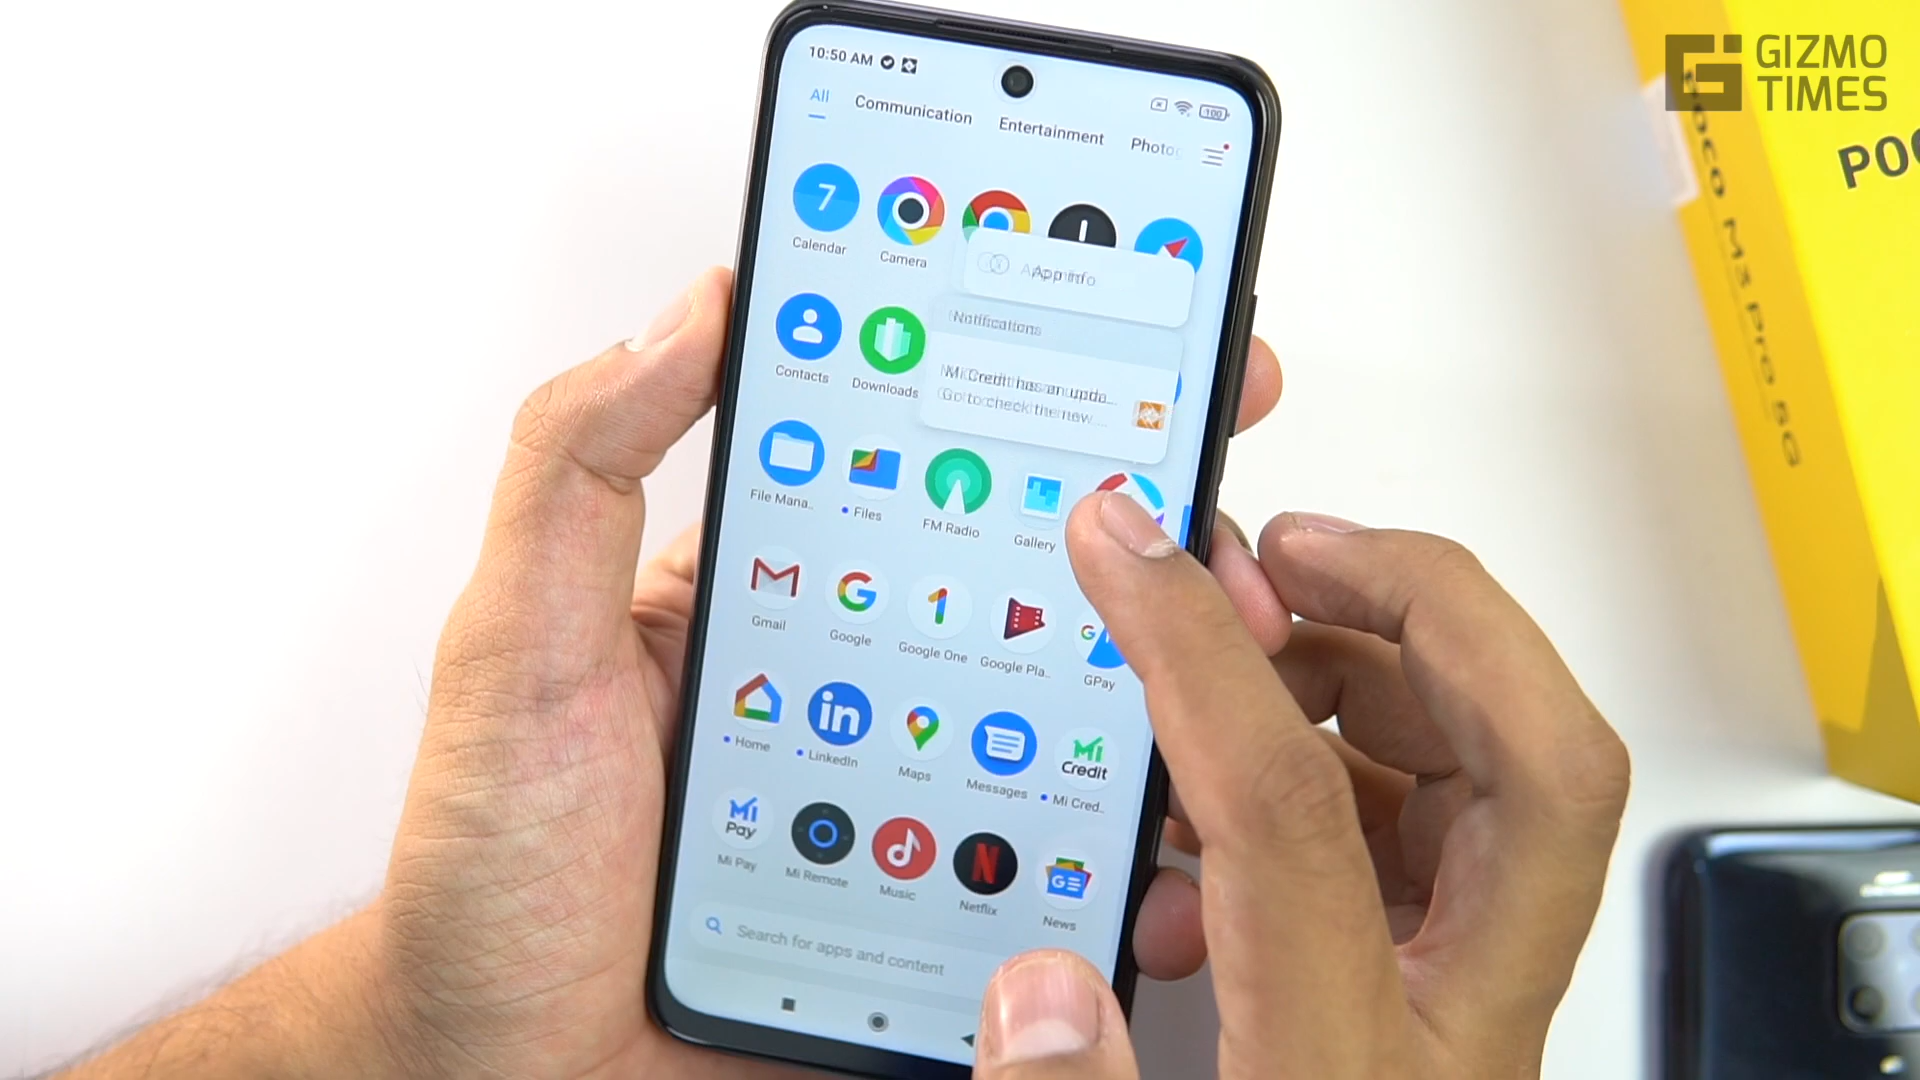 GIZMO
TIMES
POCO M3 PRO 5G
10:50 AM
100
All Communication Entertainment
7
Calendar Camera
App info
Notifications
Contacts Downloads
Mi Credit has an upda...
Go to check the new....
File Mana.. Files FM Radio Gallery
Gmail Google Google One Google Pla.. GPay
in
Mi Credit
Home LinkedIn Maps Messages Mi Cred..
Mi Pay
Mi Pay Mi Remote Music Netflix News
Search for apps and content